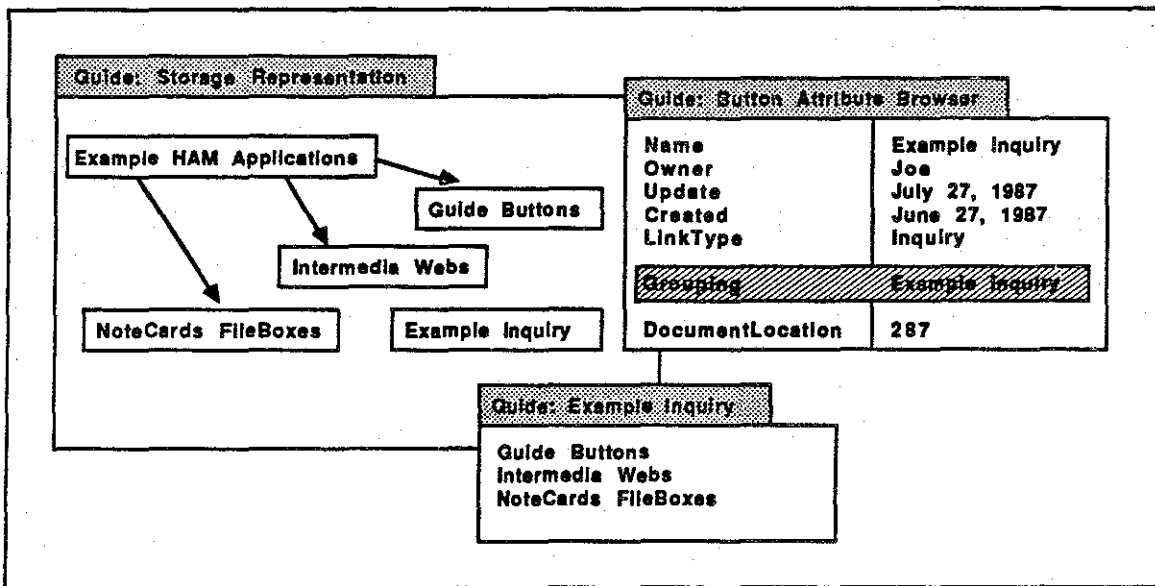 Guide: Storage Representation
Example HAM Applications
Guide Buttons
Intermedia Webs
NoteCards FileBoxes
Example Inquiry
Guide: Button Attribute Browser
Name Example Inquiry
Owner Joe
Update July 27, 1987
Created June 27, 1987
LinkType Inquiry
Grouping Example Inquiry
DocumentLocation 287
Guide: Example Inquiry
Guide Buttons
Intermedia Webs
NoteCards FileBoxes